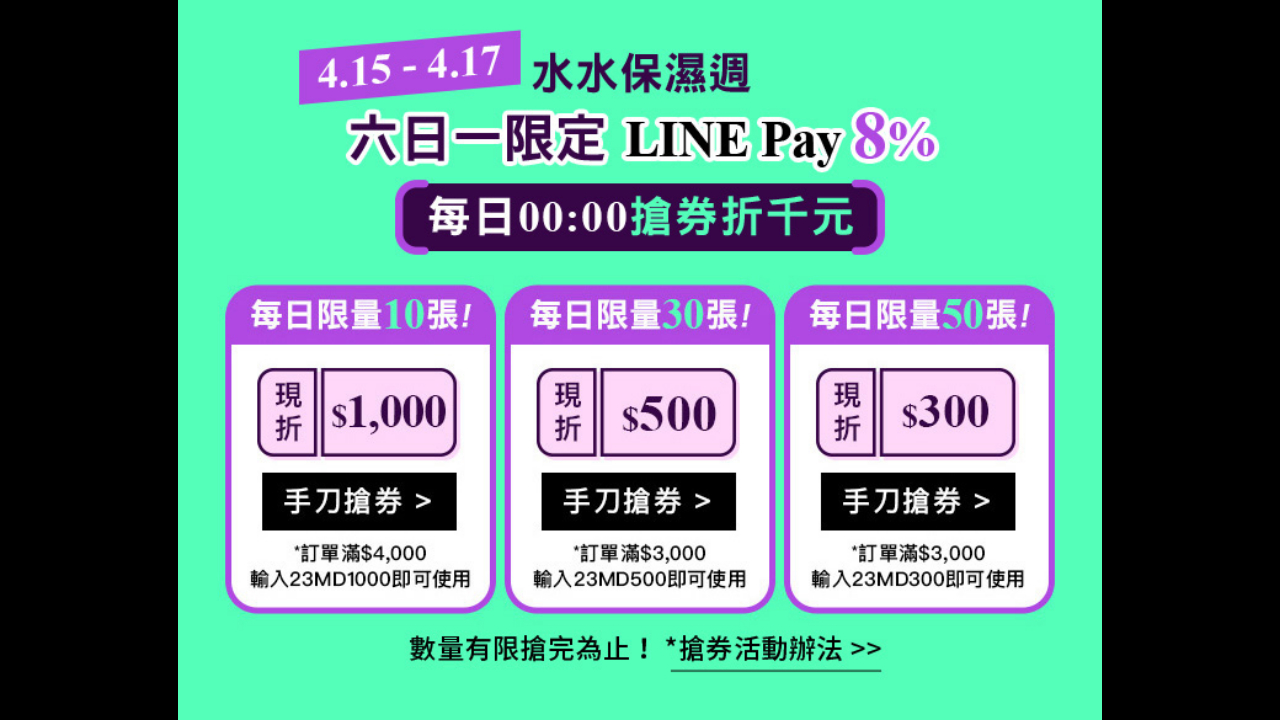 4.15 - 4.17 水水保濕週
六日一限定 LINE Pay 8%
每日00:00搶券折千元
每日限量10張!
現折 $1,000
手刀搶券 >
*訂單滿$4,000
輸入23MD1000即可使用
每日限量30張!
現折 $500
手刀搶券 >
*訂單滿$3,000
輸入23MD500即可使用
每日限量50張!
現折 $300
手刀搶券 >
*訂單滿$3,000
輸入23MD300即可使用
數量有限搶完為止！ *搶券活動辦法 >>